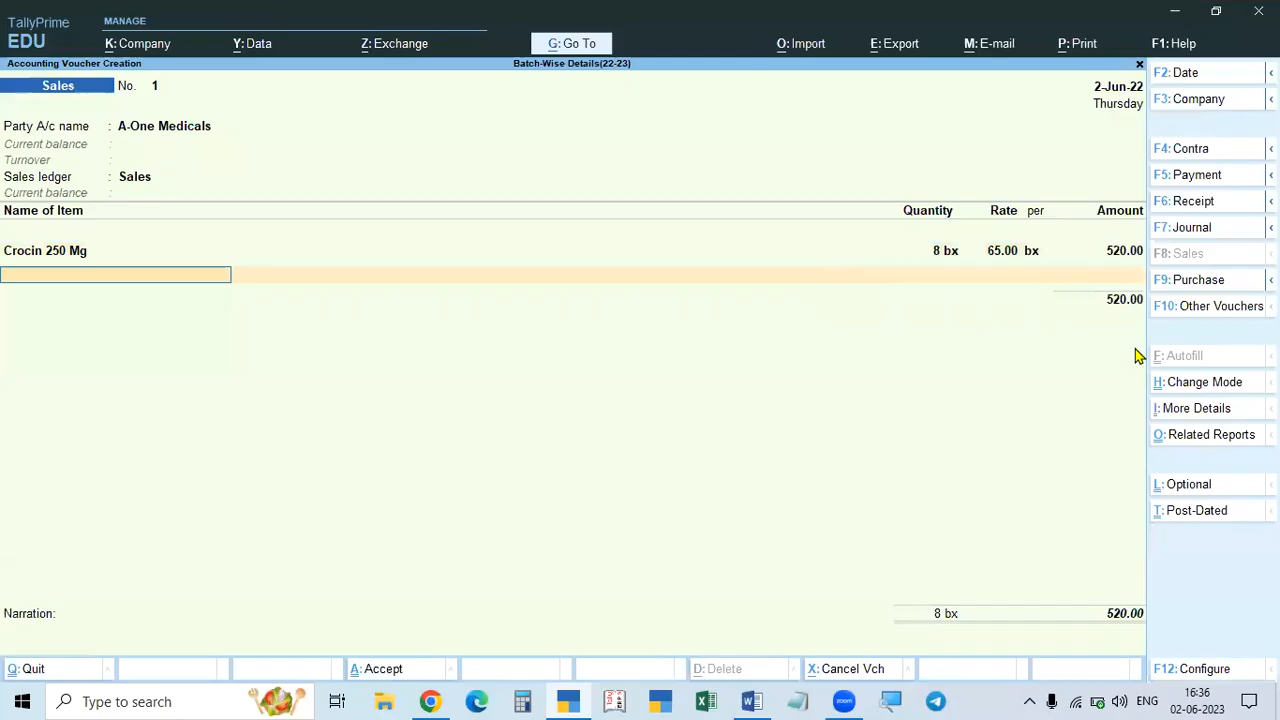 TallyPrime
EDU
MANAGE
K: Company
Y: Data
Z: Exchange
G: Go To
O: Import
E: Export
M: E-mail
P: Print
F1: Help
Accounting Voucher Creation
Batch-Wise Details(22-23)
Sales No. 1
2-Jun-22
Thursday
Party A/c name : A-One Medicals
Current balance :
Turnover :
Sales ledger : Sales
Current balance :
Name of Item Quantity Rate per Amount
Crocin 250 Mg 8 bx 65.00 bx 520.00
520.00
Narration: 8 bx 520.00
F2: Date
F3: Company
F4: Contra
F5: Payment
F6: Receipt
F7: Journal
F8: Sales
F9: Purchase
F10: Other Vouchers
F: Autofill
H: Change Mode
I: More Details
O: Related Reports
L: Optional
T: Post-Dated
Q: Quit
A: Accept
D: Delete
X: Cancel Vch
F12: Configure
Type to search
zoom
ENG
16:36
02-06-2023